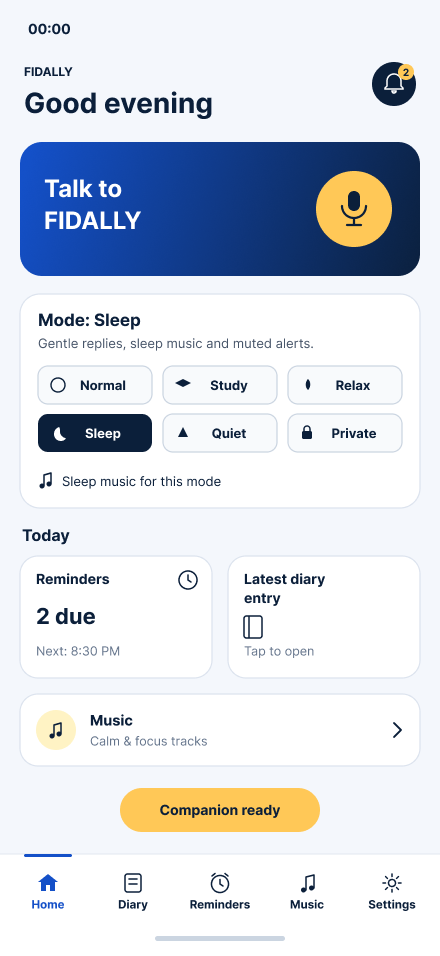 00:00
FIDALLY
Good evening
2
Talk to
FIDALLY
Mode: Sleep
Gentle replies, sleep music and muted alerts.
Normal
Study
Relax
Sleep
Quiet
Private
Sleep music for this mode
Today
Reminders
2 due
Next: 8:30 PM
Latest diary
entry
Tap to open
Music
Calm & focus tracks
Companion ready
Home
Diary
Reminders
Music
Settings